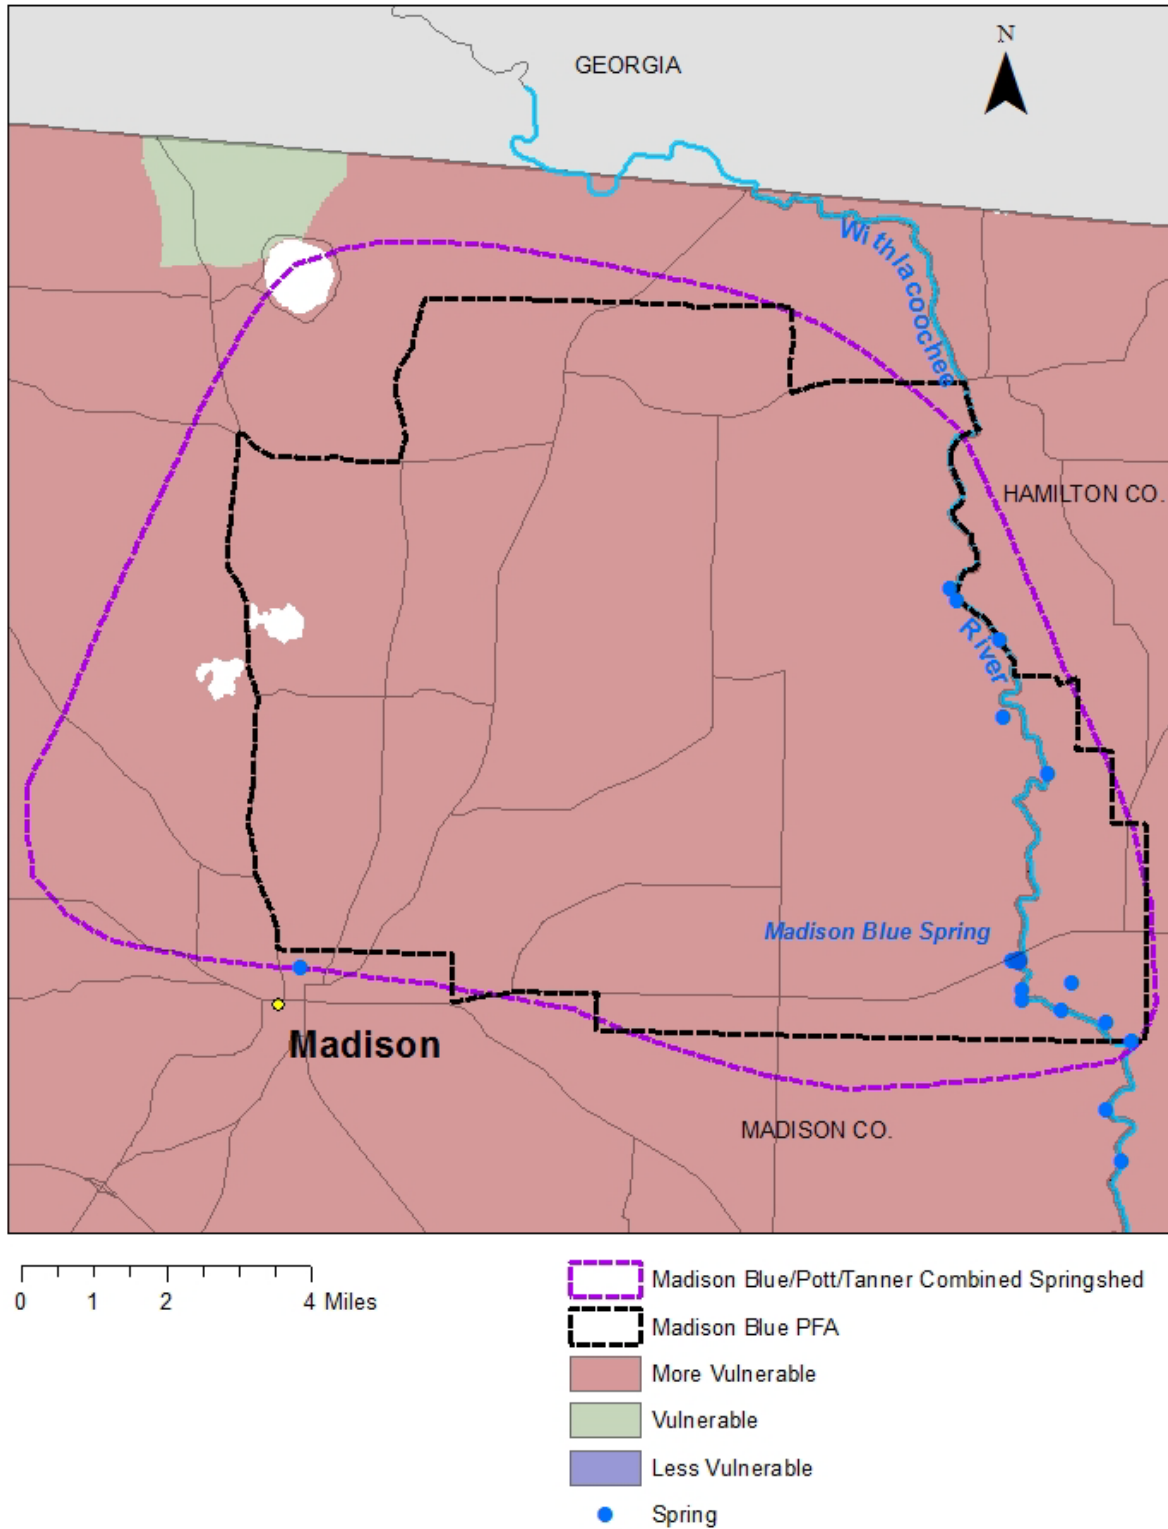 GEORGIA
N
Withlacoochee
HAMILTON CO.
River
Madison Blue Spring
Madison
MADISON CO.
0 1 2 4 Miles
Madison Blue/Pott/Tanner Combined Springshed
Madison Blue PFA
More Vulnerable
Vulnerable
Less Vulnerable
Spring